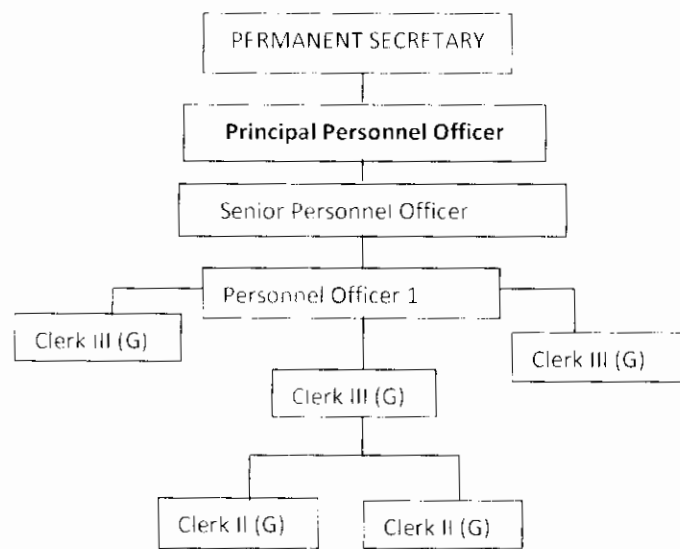 PERMANENT SECRETARY
Principal Personnel Officer
Senior Personnel Officer
Personnel Officer 1
Clerk III (G)
Clerk III (G)
Clerk III (G)
Clerk II (G)
Clerk II (G)